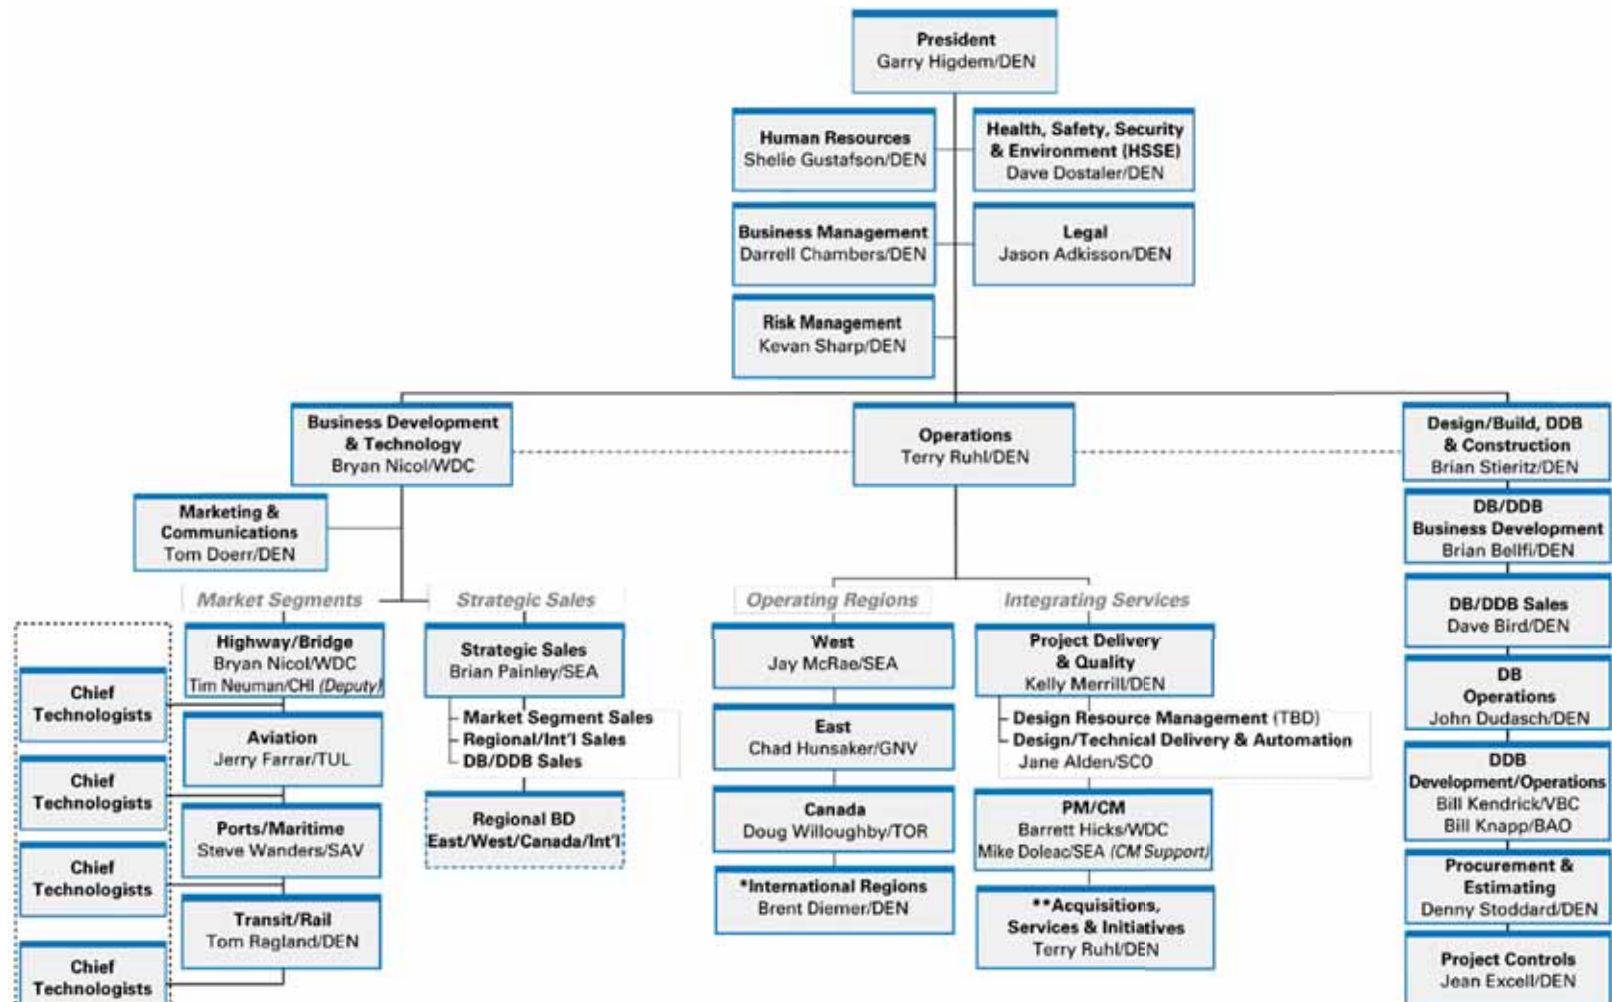 President
Garry Higdem/DEN
Human Resources
Shelie Gustafson/DEN
Health, Safety, Security
& Environment (HSSE)
Dave Dostaler/DEN
Business Management
Darrell Chambers/DEN
Legal
Jason Adkisson/DEN
Risk Management
Kevan Sharp/DEN
Business Development
& Technology
Bryan Nicol/WDC
Operations
Terry Ruhl/DEN
Design/Build, DDB
& Construction
Brian Stieritz/DEN
Marketing &
Communications
Tom Doerr/DEN
Market Segments
Highway/Bridge
Bryan Nicol/WDC
Tim Neuman/CHI (Deputy)
Chief
Technologists
Aviation
Jerry Farrar/TUL
Chief
Technologists
Ports/Maritime
Steve Wanders/SAV
Chief
Technologists
Transit/Rail
Tom Ragland/DEN
Chief
Technologists
Strategic Sales
Strategic Sales
Brian Painley/SEA
Market Segment Sales
Regional/Int'l Sales
DB/DDB Sales
Regional BD
East/West/Canada/Int'l
Operating Regions
West
Jay McRae/SEA
East
Chad Hunsaker/GNV
Canada
Doug Willoughby/TOR
*International Regions
Brent Diemer/DEN
Integrating Services
Project Delivery
& Quality
Kelly Merrill/DEN
Design Resource Management (TBD)
Design/Technical Delivery & Automation
Jane Alden/SCO
PM/CM
Barrett Hicks/WDC
Mike Doleac/SEA (CM Support)
**Acquisitions,
Services & Initiatives
Terry Ruhl/DEN
DB/DDB
Business Development
Brian Bellfi/DEN
DB/DDB Sales
Dave Bird/DEN
DB
Operations
John Dudasch/DEN
DDB
Development/Operations
Bill Kendrick/VBC
Bill Knapp/BAO
Procurement &
Estimating
Denny Stoddard/DEN
Project Controls
Jean Excell/DEN